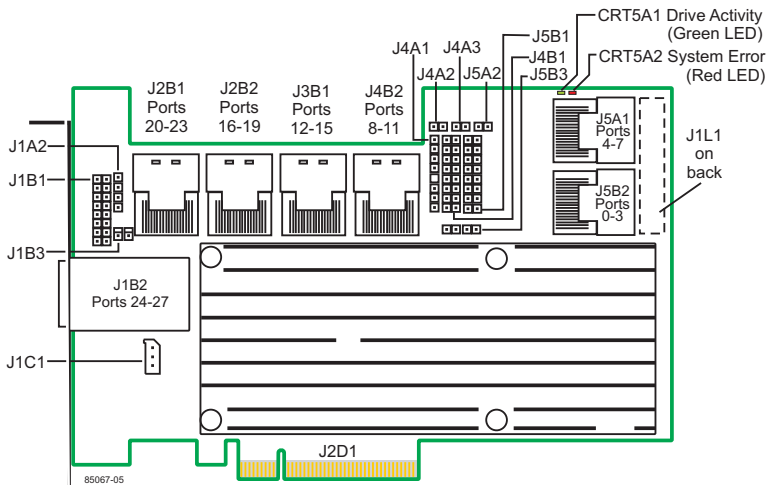 CRT5A1 Drive Activity
(Green LED)
J5B1
J4A1
J4A3
J4B1
CRT5A2 System Error
(Red LED)
J4A2
J5A2
J5B3
J2B1
Ports
20-23
J2B2
Ports
16-19
J3B1
Ports
12-15
J4B2
Ports
8-11
J5A1
Ports
4-7
J1L1
on
back
J1A2
J1B1
J5B2
Ports
0-3
J1B3
J1B2
Ports 24-27
J1C1
J2D1
85067-05